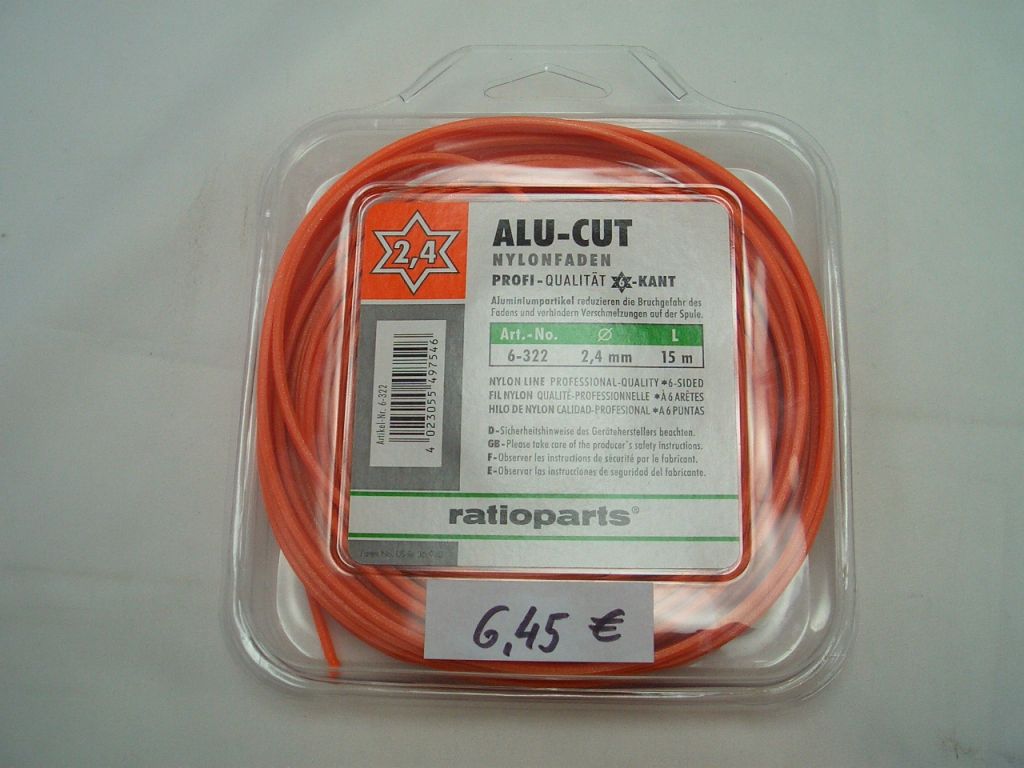 2,4
ALU-CUT
NYLONFADEN
PROFI-QUALITÄT 6-KANT
Aluminiumpartikel reduzieren die Bruchgefahr des
Fadens und verhindern Verschmelzungen auf der Spule.
Art.-No. Ø L
6-322 2,4 mm 15 m
NYLON LINE PROFESSIONAL-QUALITY *6-SIDED
FIL NYLON QUALITÉ-PROFESSIONNELLE *À 6 ARÊTES
HILO DE NYLON CALIDAD-PROFESIONAL *A 6 PUNTAS
D-Sicherheitshinweise des Geräteherstellers beachten.
GB-Please take care of the producer's safety instructions.
F-Observer les instructions de sécurité par le fabricant.
E-Observar las instrucciones de seguridad del fabricante.
Artikel-Nr. 6-322
4 023055 497546
ratioparts®
6,45 €